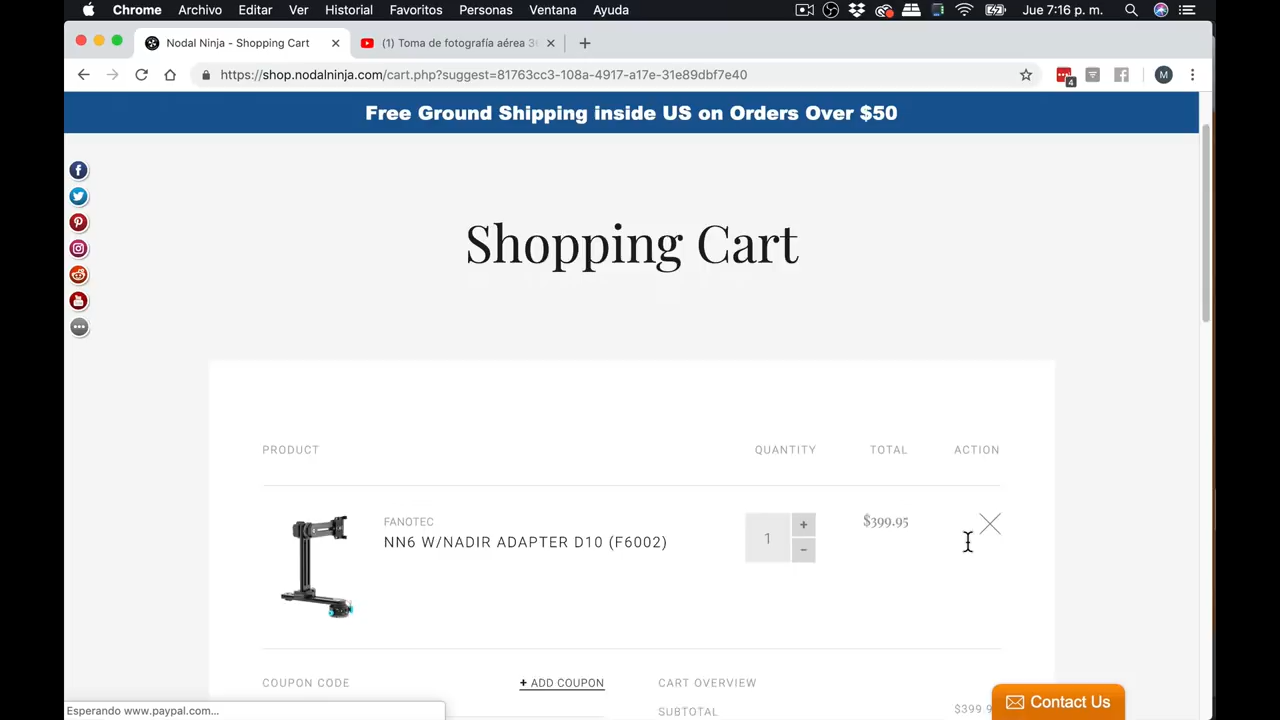 Chrome Archivo Editar Ver Historial Favoritos Personas Ventana Ayuda Jue 7:16 p. m.
Nodal Ninja - Shopping Cart (1) Toma de fotografía aérea
https://shop.nodalninja.com/cart.php?suggest=81763cc3-108a-4917-a17e-31e89dbf7e40 4 M
Free Ground Shipping inside US on Orders Over $50
Shopping Cart
PRODUCT QUANTITY TOTAL ACTION
FANOTEC
NN6 W/NADIR ADAPTER D10 (F6002) 1 + - $399.95
COUPON CODE + ADD COUPON CART OVERVIEW
SUBTOTAL
Esperando www.paypal.com...
Contact Us